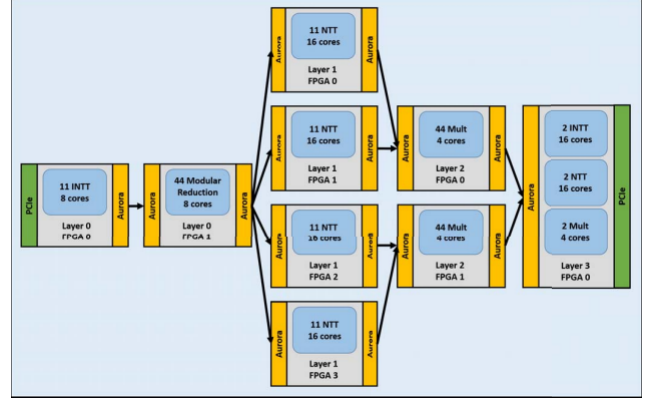 PCIe
11 INTT
8 cores
Layer 0
FPGA 0
Aurora
Aurora
44 Modular
Reduction
8 cores
Layer 0
FPGA 1
Aurora
Aurora
11 NTT
16 cores
Layer 1
FPGA 0
Aurora
Aurora
11 NTT
16 cores
Layer 1
FPGA 1
Aurora
Aurora
11 NTT
16 cores
Layer 1
FPGA 2
Aurora
Aurora
11 NTT
16 cores
Layer 1
FPGA 3
Aurora
Aurora
44 Mult
4 cores
Layer 2
FPGA 0
Aurora
Aurora
44 Mult
4 cores
Layer 2
FPGA 1
Aurora
Aurora
2 INTT
16 cores
2 NTT
16 cores
2 Mult
4 cores
Layer 3
FPGA 0
PCIe